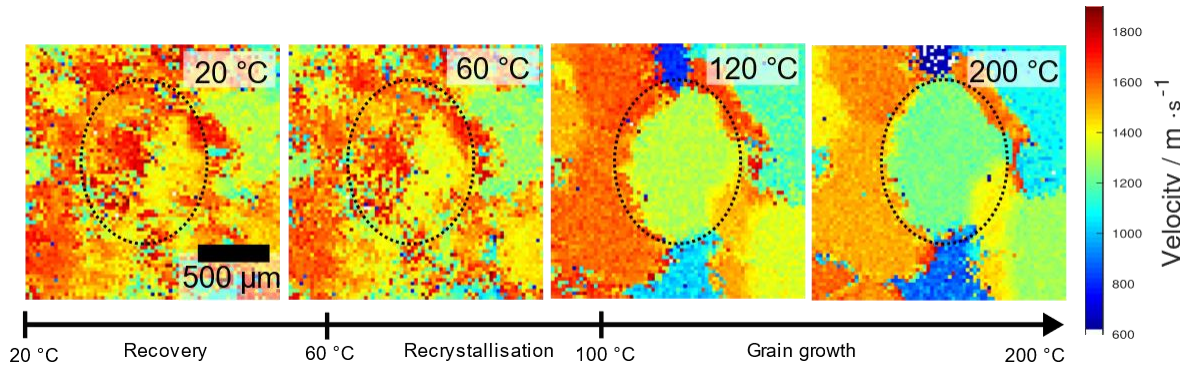 20 °C
60 °C
120 °C
200 °C
500 µm
1800
1600
1400
1200
1000
800
600
Velocity / m ·s⁻¹
20 °C
Recovery
60 °C
Recrystallisation
100 °C
Grain growth
200 °C